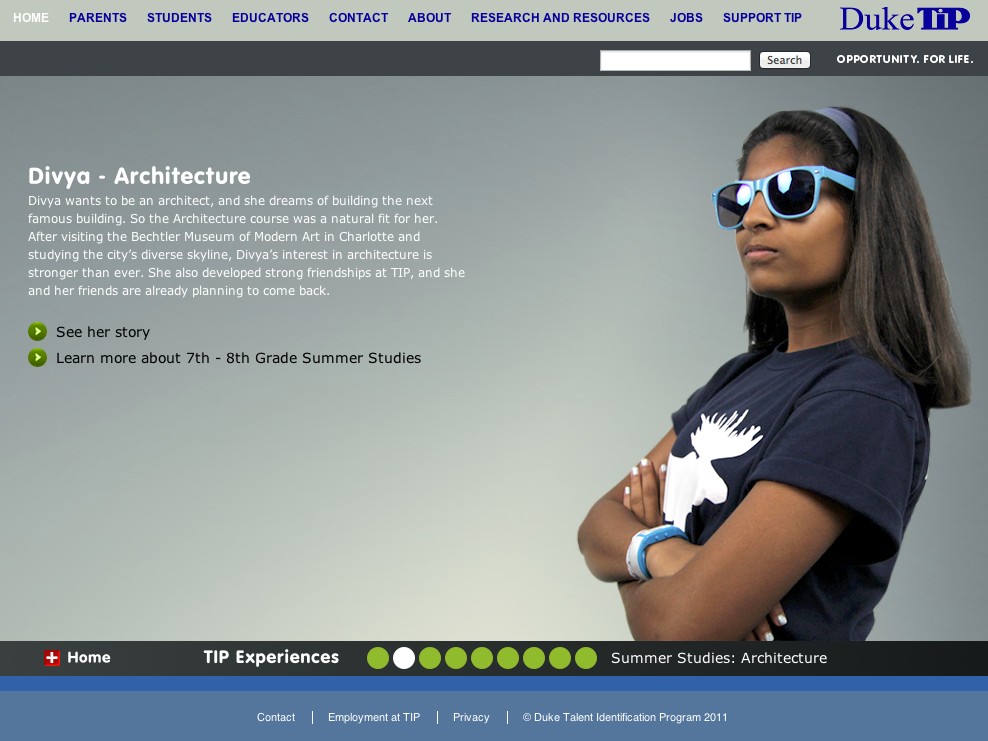 HOME PARENTS STUDENTS EDUCATORS CONTACT ABOUT RESEARCH AND RESOURCES JOBS SUPPORT TIP Duke TiP
Search OPPORTUNITY. FOR LIFE.
Divya - Architecture
Divya wants to be an architect, and she dreams of building the next
famous building. So the Architecture course was a natural fit for her.
After visiting the Bechtler Museum of Modern Art in Charlotte and
studying the city’s diverse skyline, Divya’s interest in architecture is
stronger than ever. She also developed strong friendships at TIP, and she
and her friends are already planning to come back.
See her story
Learn more about 7th - 8th Grade Summer Studies
Home TIP Experiences Summer Studies: Architecture
Contact Employment at TIP Privacy © Duke Talent Identification Program 2011